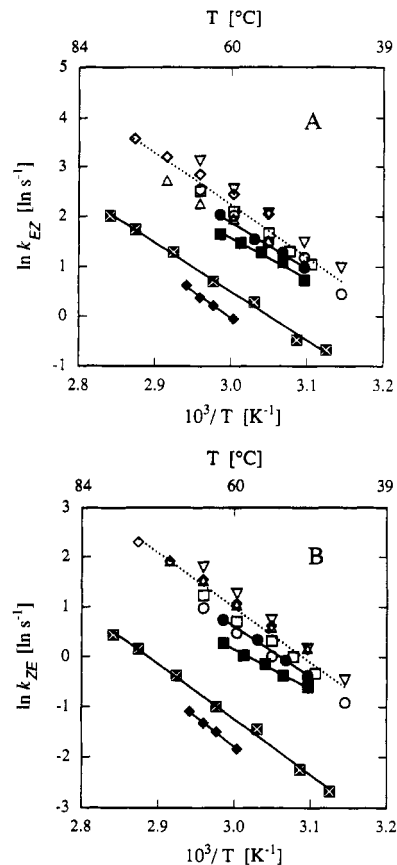 T [°C]
84 60 39
5
4
3
2
1
0
-1
A
ln k_EZ [ln s⁻¹]
2.8 2.9 3.0 3.1 3.2
10³/T [K⁻¹]
T [°C]
84 60 39
3
2
1
0
-1
-2
-3
B
ln k_ZE [ln s⁻¹]
2.8 2.9 3.0 3.1 3.2
10³/T [K⁻¹]